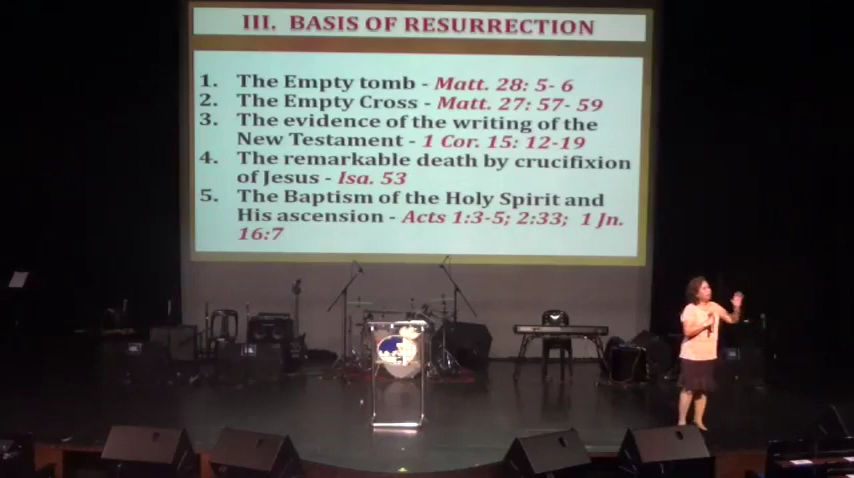 III. BASIS OF RESURRECTION
1. The Empty tomb - Matt. 28: 5- 6
2. The Empty Cross - Matt. 27: 57- 59
3. The evidence of the writing of the
New Testament - 1 Cor. 15: 12-19
4. The remarkable death by crucifixion
of Jesus - Isa. 53
5. The Baptism of the Holy Spirit and
His ascension - Acts 1:3-5; 2:33; 1 Jn.
16:7